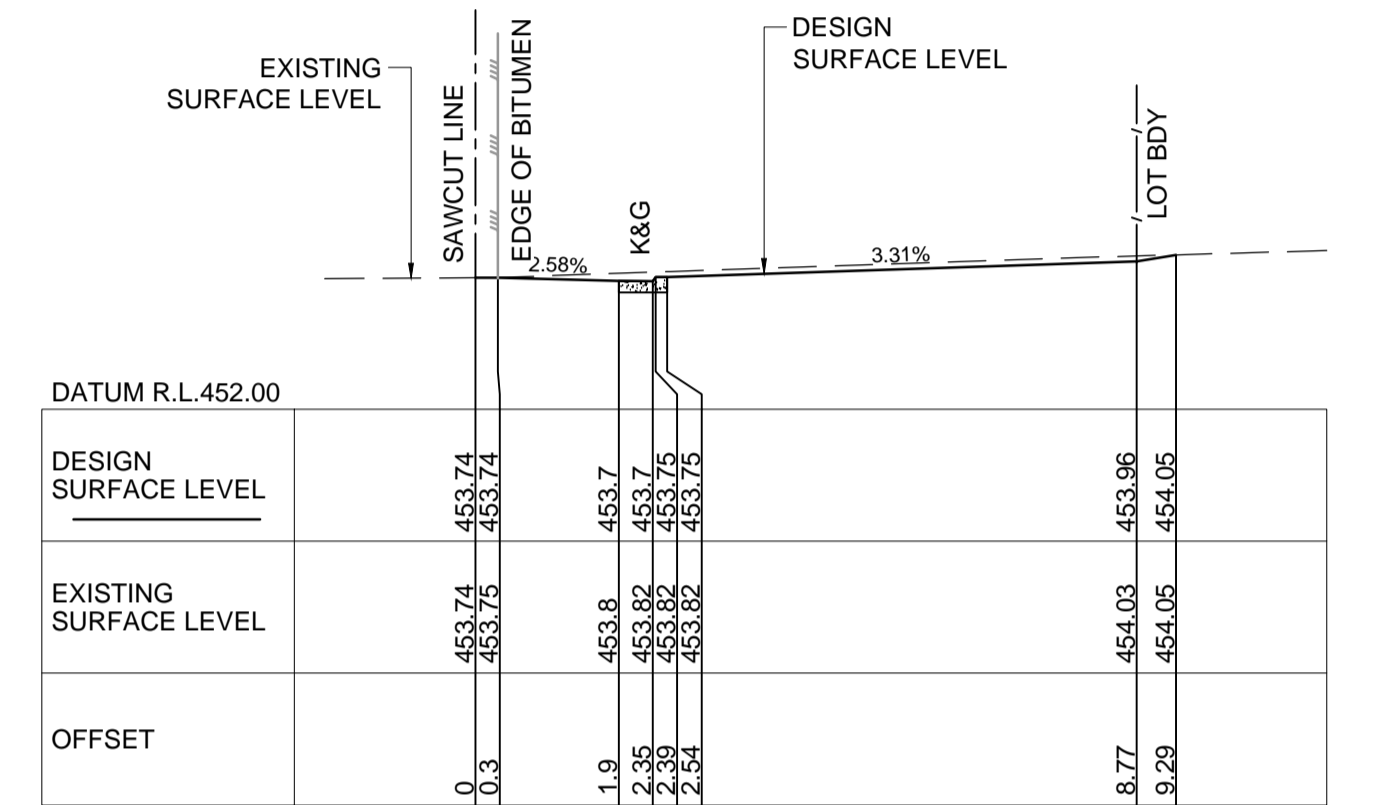 EXISTING
SURFACE LEVEL
SAWCUT LINE
EDGE OF BITUMEN
K&G
DESIGN
SURFACE LEVEL
LOT BDY
2.58%
3.31%
DATUM R.L.452.00
DESIGN
SURFACE LEVEL
453.74
453.74
453.7
453.7
453.75
453.75
453.96
454.05
EXISTING
SURFACE LEVEL
453.74
453.75
453.8
453.82
453.82
453.82
454.03
454.05
OFFSET
0
0.3
1.9
2.35
2.39
2.54
8.77
9.29